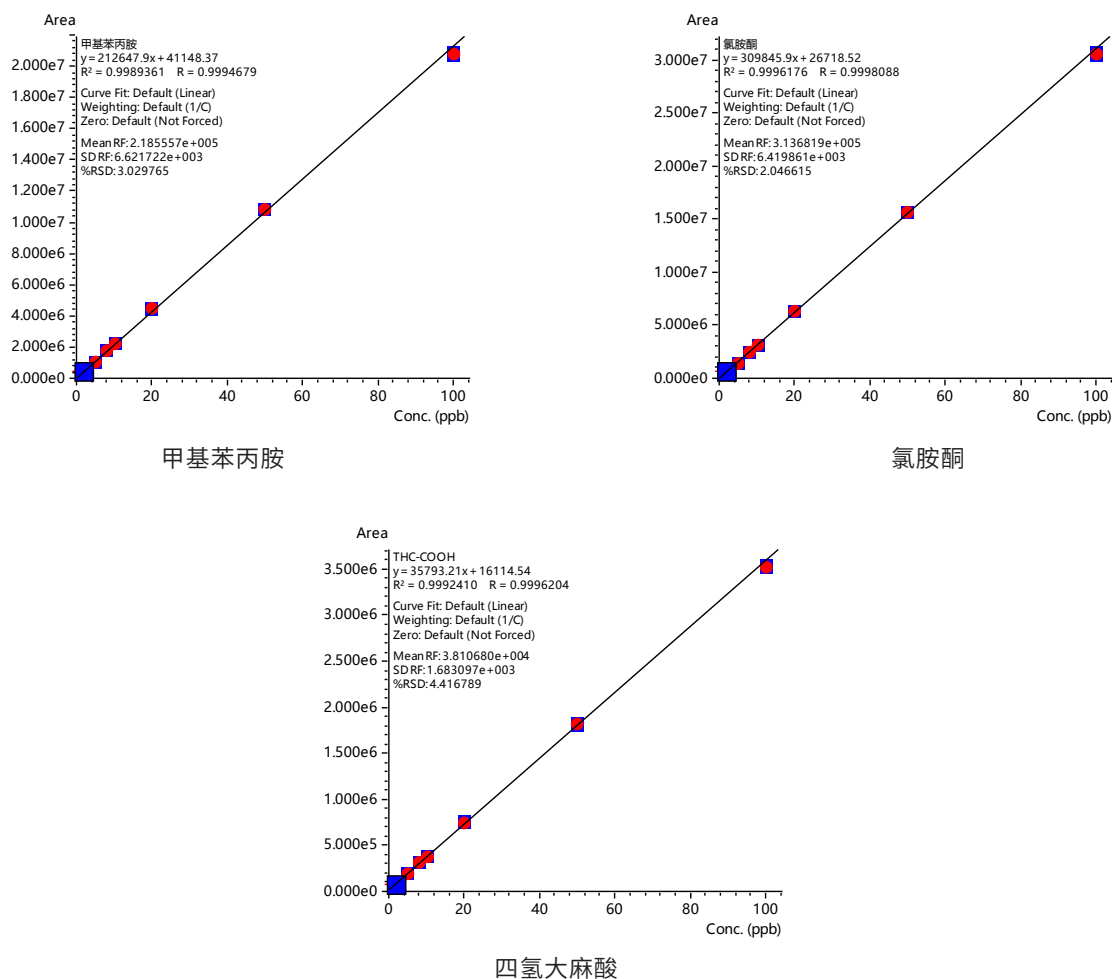 Area
甲基苯丙胺
y = 212647.9x + 41148.37
R² = 0.9989361 R = 0.9994679
Curve Fit: Default (Linear)
Weighting: Default (1/C)
Zero: Default (Not Forced)
Mean RF: 2.185557e+005
SD RF: 6.621722e+003
%RSD: 3.029765
2.000e7
1.800e7
1.600e7
1.400e7
1.200e7
1.000e7
8.000e6
6.000e6
4.000e6
2.000e6
0.000e0
0 20 40 60 80 100
Conc. (ppb)
甲基苯丙胺
Area
氯胺酮
y = 309845.9x + 26718.52
R² = 0.9996176 R = 0.9998088
Curve Fit: Default (Linear)
Weighting: Default (1/C)
Zero: Default (Not Forced)
Mean RF: 3.136819e+005
SD RF: 6.419861e+003
%RSD: 2.046615
3.000e7
2.500e7
2.000e7
1.500e7
1.000e7
5.000e6
0.000e0
0 20 40 60 80 100
Conc. (ppb)
氯胺酮
Area
THC-COOH
y = 35793.21x + 16114.54
R² = 0.9992410 R = 0.9996204
Curve Fit: Default (Linear)
Weighting: Default (1/C)
Zero: Default (Not Forced)
Mean RF: 3.810680e+004
SD RF: 1.683097e+003
%RSD: 4.416789
3.500e6
3.000e6
2.500e6
2.000e6
1.500e6
1.000e6
5.000e5
0.000e0
0 20 40 60 80 100
Conc. (ppb)
四氢大麻酸